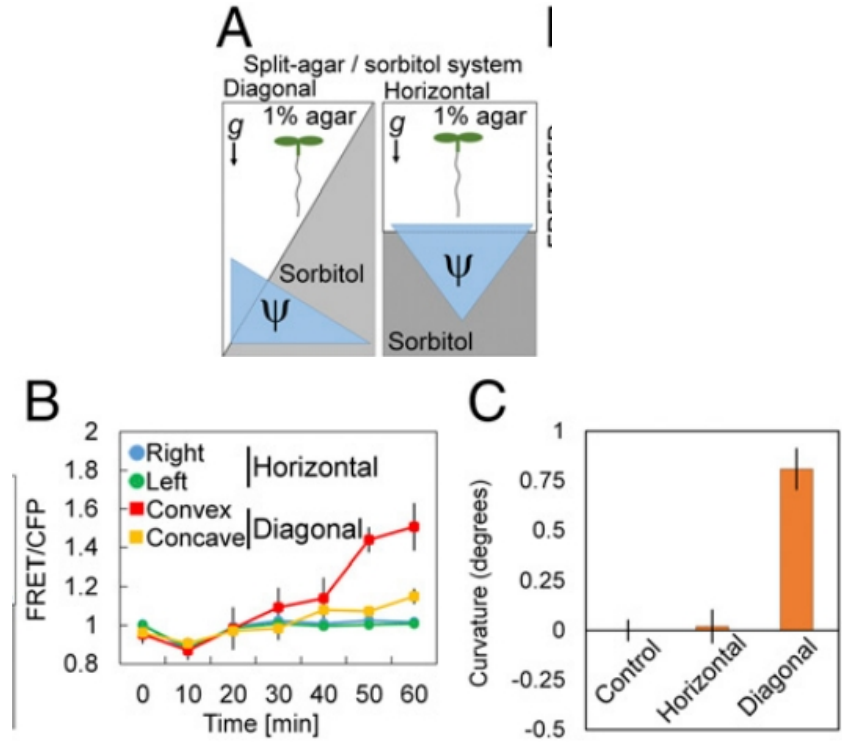 A
Split-agar / sorbitol system
Diagonal
Horizontal
g
1% agar
g
1% agar
Sorbitol
Ψ
Ψ
Sorbitol
B
FRET/CFP
2
1.8
1.6
1.4
1.2
1
0.8
Right
Left
Horizontal
Convex
Concave
Diagonal
0 10 20 30 40 50 60
Time [min]
C
Curvature (degrees)
1
0.75
0.5
0.25
0
-0.25
-0.5
Control
Horizontal
Diagonal